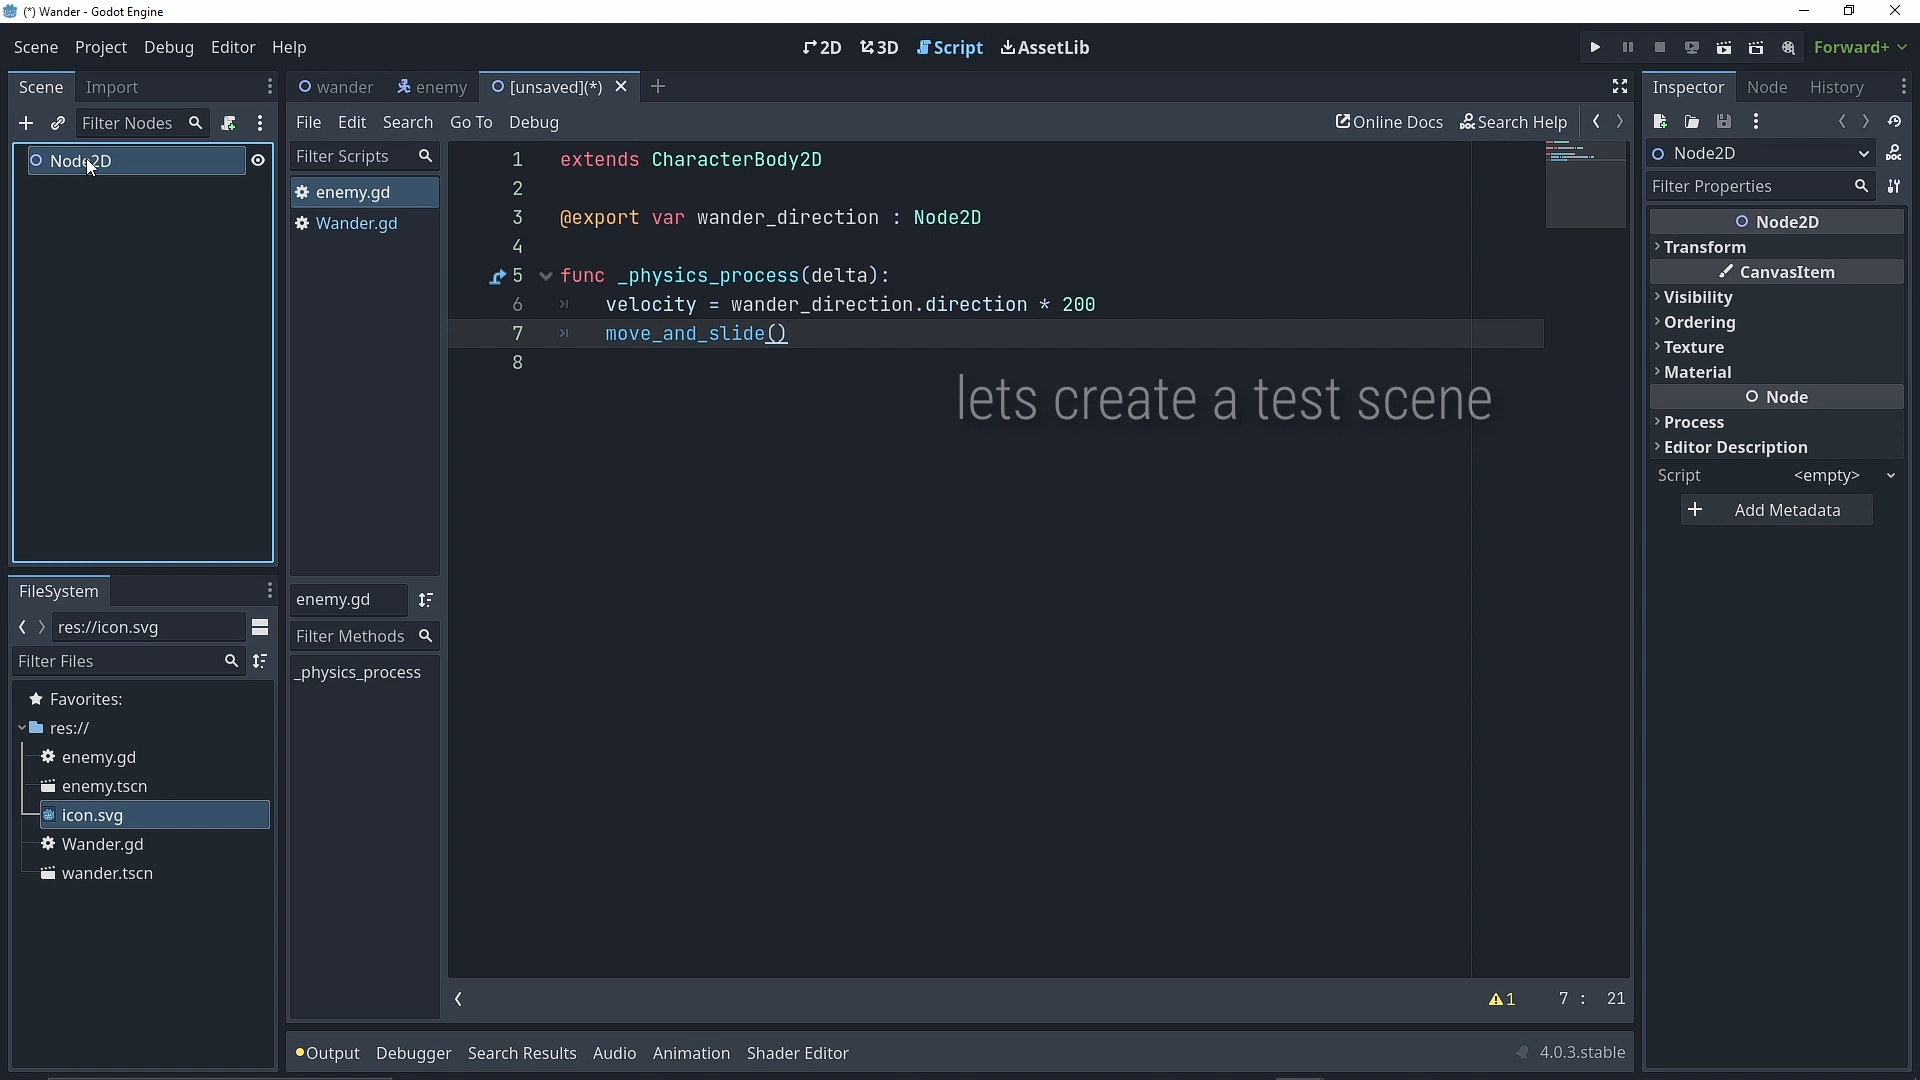 (*) Wander - Godot Engine
Scene Project Debug Editor Help
2D 3D Script AssetLib
Forward+
Scene Import
wander enemy [unsaved](*)
Inspector Node History
Filter Nodes
File Edit Search Go To Debug
Online Docs Search Help
Node2D
Filter Scripts
enemy.gd
Wander.gd
1 extends CharacterBody2D
2
3 @export var wander_direction : Node2D
4
5 func _physics_process(delta):
6 velocity = wander_direction.direction * 200
7 move_and_slide()
8
lets create a test scene
Node2D
Filter Properties
Node2D
Transform
CanvasItem
Visibility
Ordering
Texture
Material
Node
Process
Editor Description
Script <empty>
Add Metadata
FileSystem
res://icon.svg
Filter Files
Favorites:
res://
enemy.gd
enemy.tscn
icon.svg
Wander.gd
wander.tscn
enemy.gd
Filter Methods
_physics_process
1 7 : 21
Output Debugger Search Results Audio Animation Shader Editor
4.0.3.stable